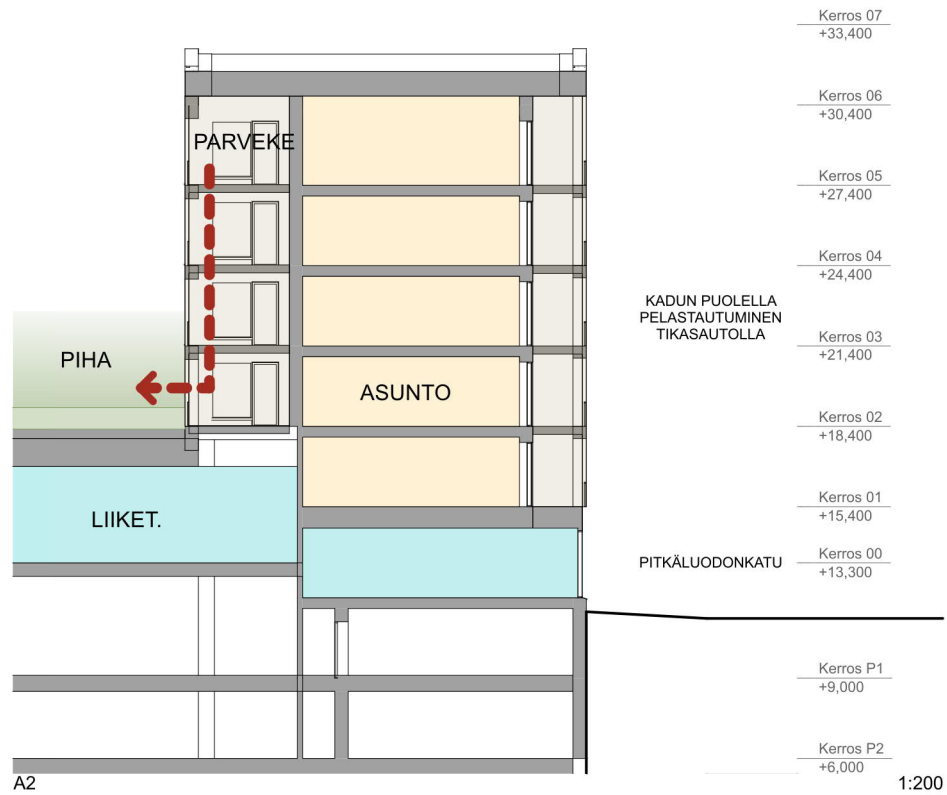 Kerros 07
+33,400
Kerros 06
+30,400
PARVEKE
Kerros 05
+27,400
Kerros 04
+24,400
KADUN PUOLELLA
PELASTAUTUMINEN
TIKASAUTOLLA
Kerros 03
+21,400
PIHA
ASUNTO
Kerros 02
+18,400
Kerros 01
+15,400
LIIKET.
PITKÄLUODONKATU
Kerros 00
+13,300
Kerros P1
+9,000
Kerros P2
+6,000
A2
1:200